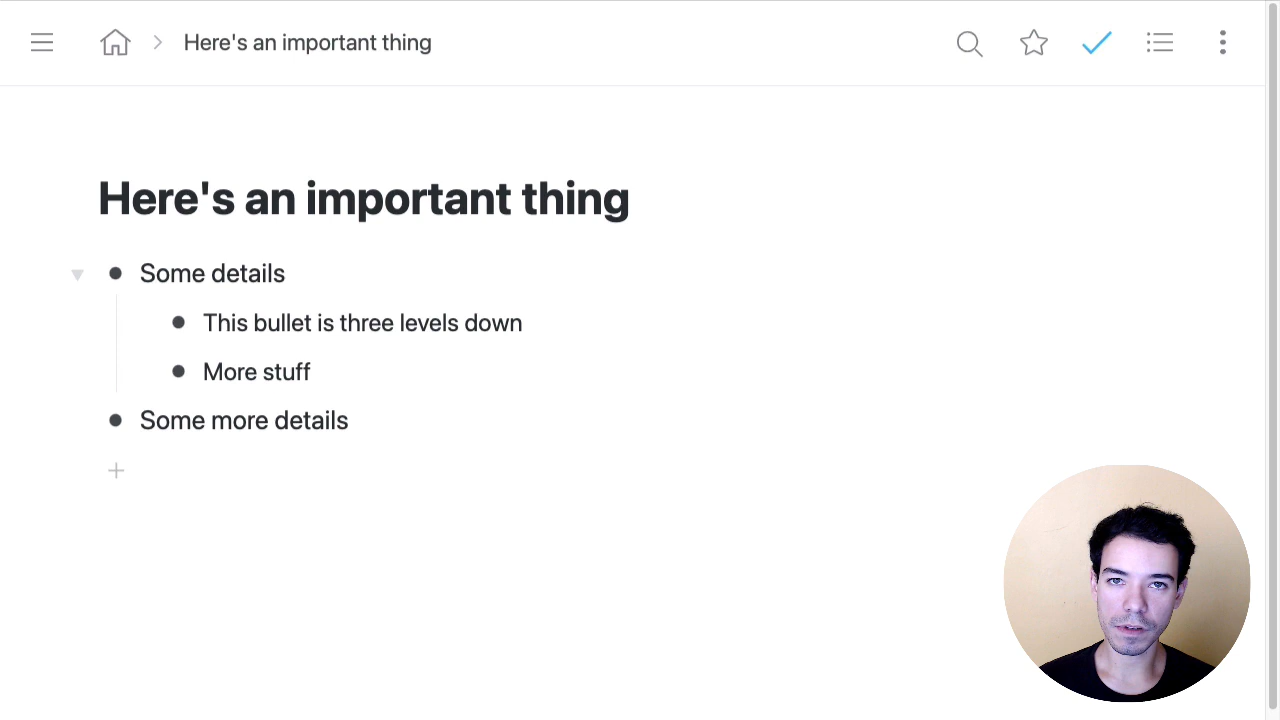 Here's an important thing
Here's an important thing
Some details
This bullet is three levels down
More stuff
Some more details